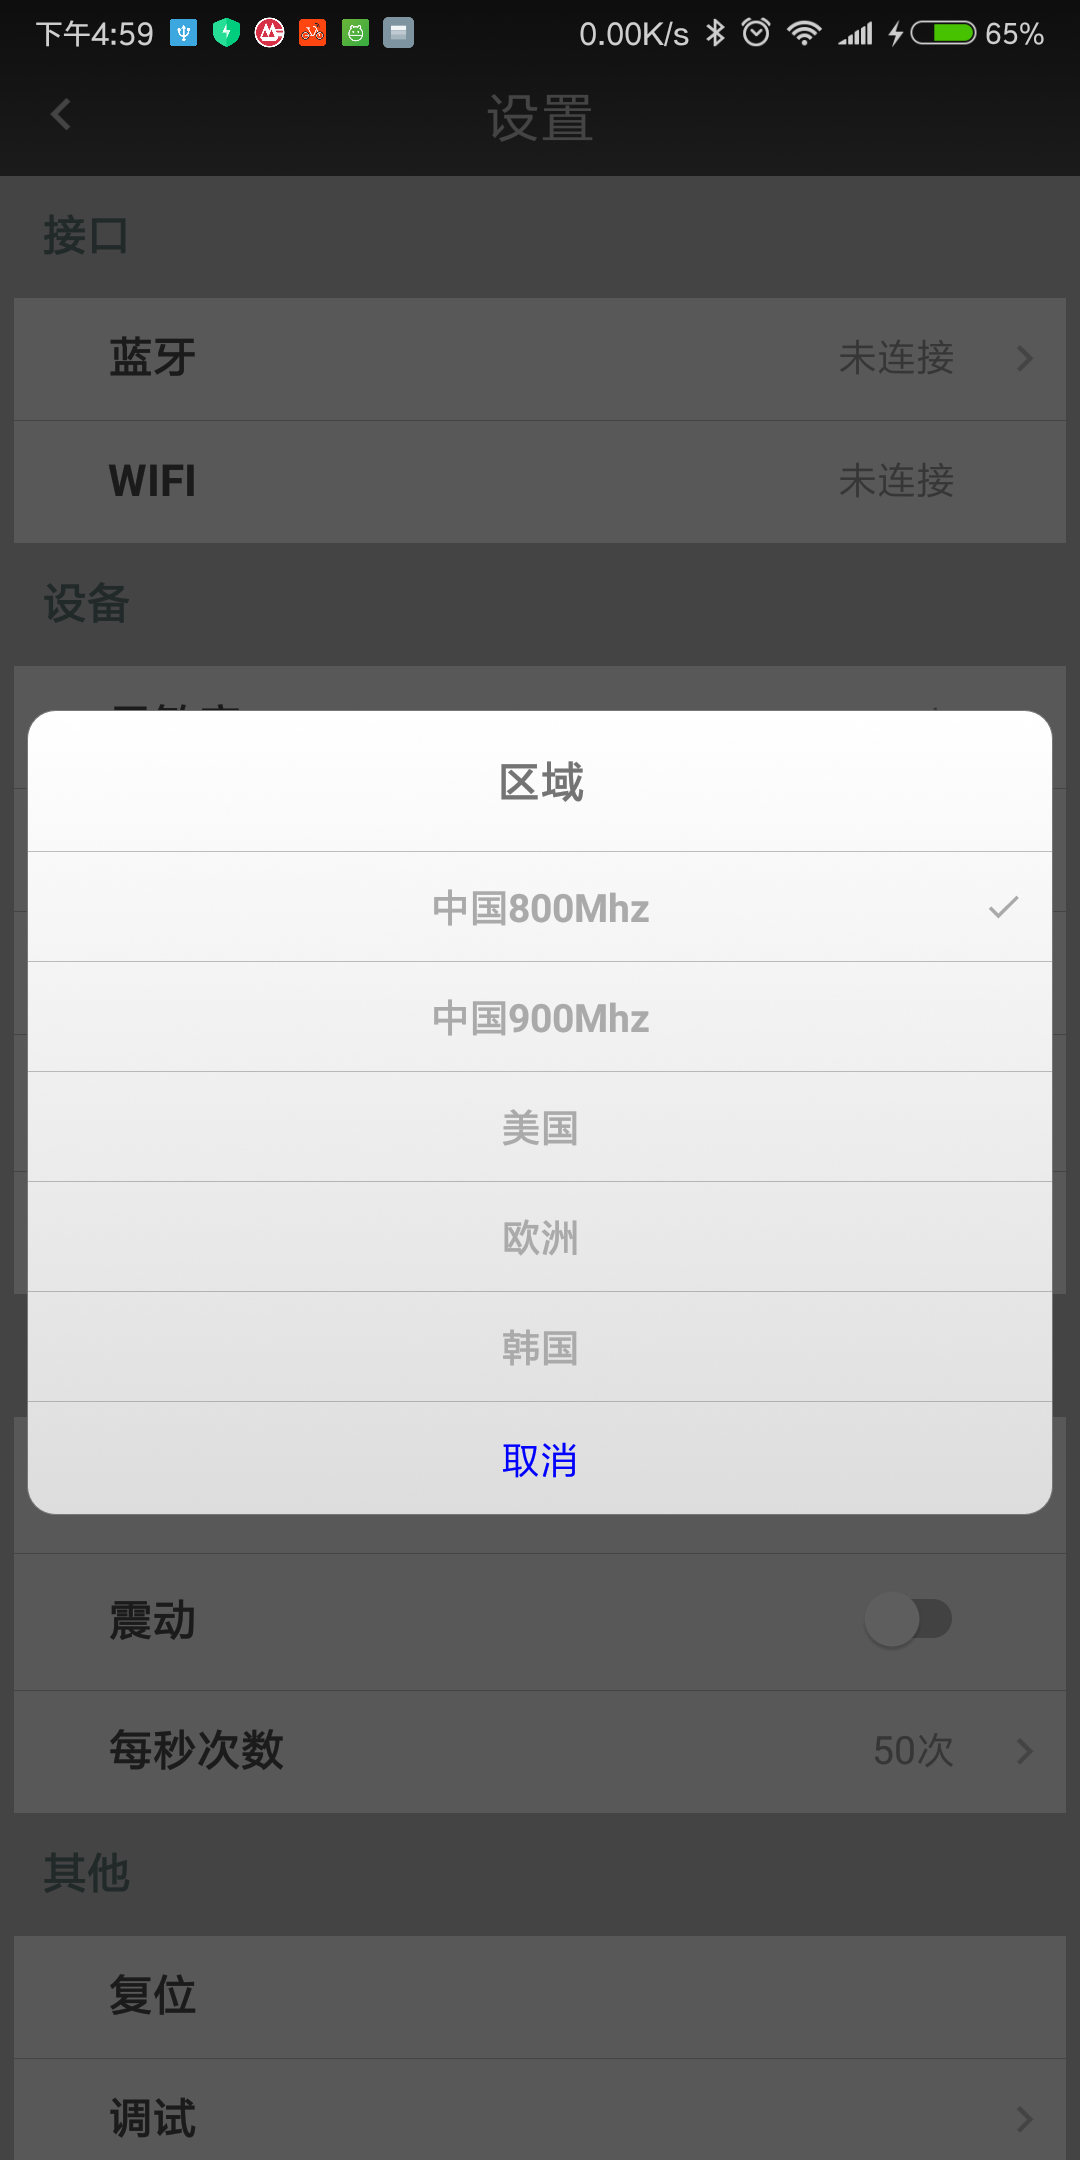 下午4:59 0.00K/s 65%
设置
接口
蓝牙 未连接
WIFI 未连接
设备
区域
中国800Mhz
中国900Mhz
美国
欧洲
韩国
取消
震动
每秒次数 50次
其他
复位
调试